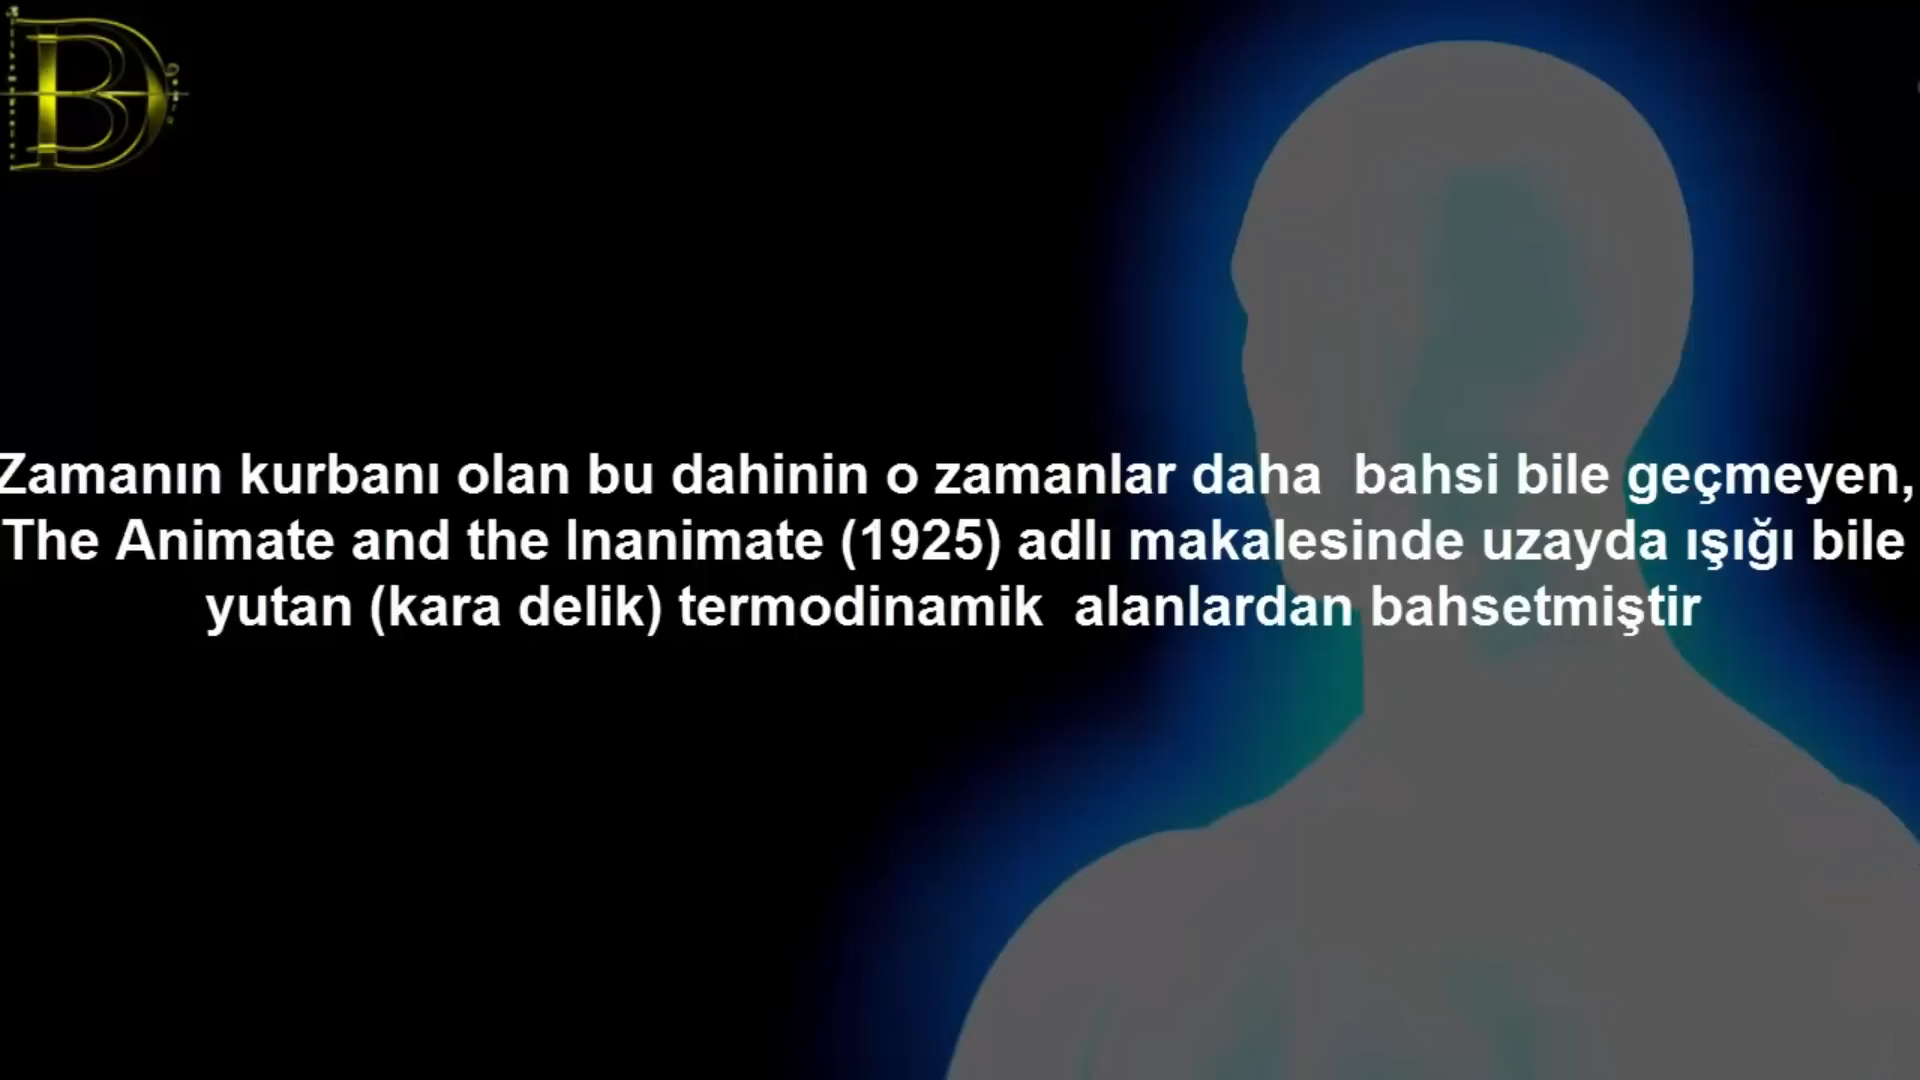 BD
Zamanın kurbanı olan bu dahinin o zamanlar daha  bahsi bile geçmeyen,
The Animate and the Inanimate (1925) adlı makalesinde uzayda ışığı bile
yutan (kara delik) termodinamik  alanlardan bahsetmiştir